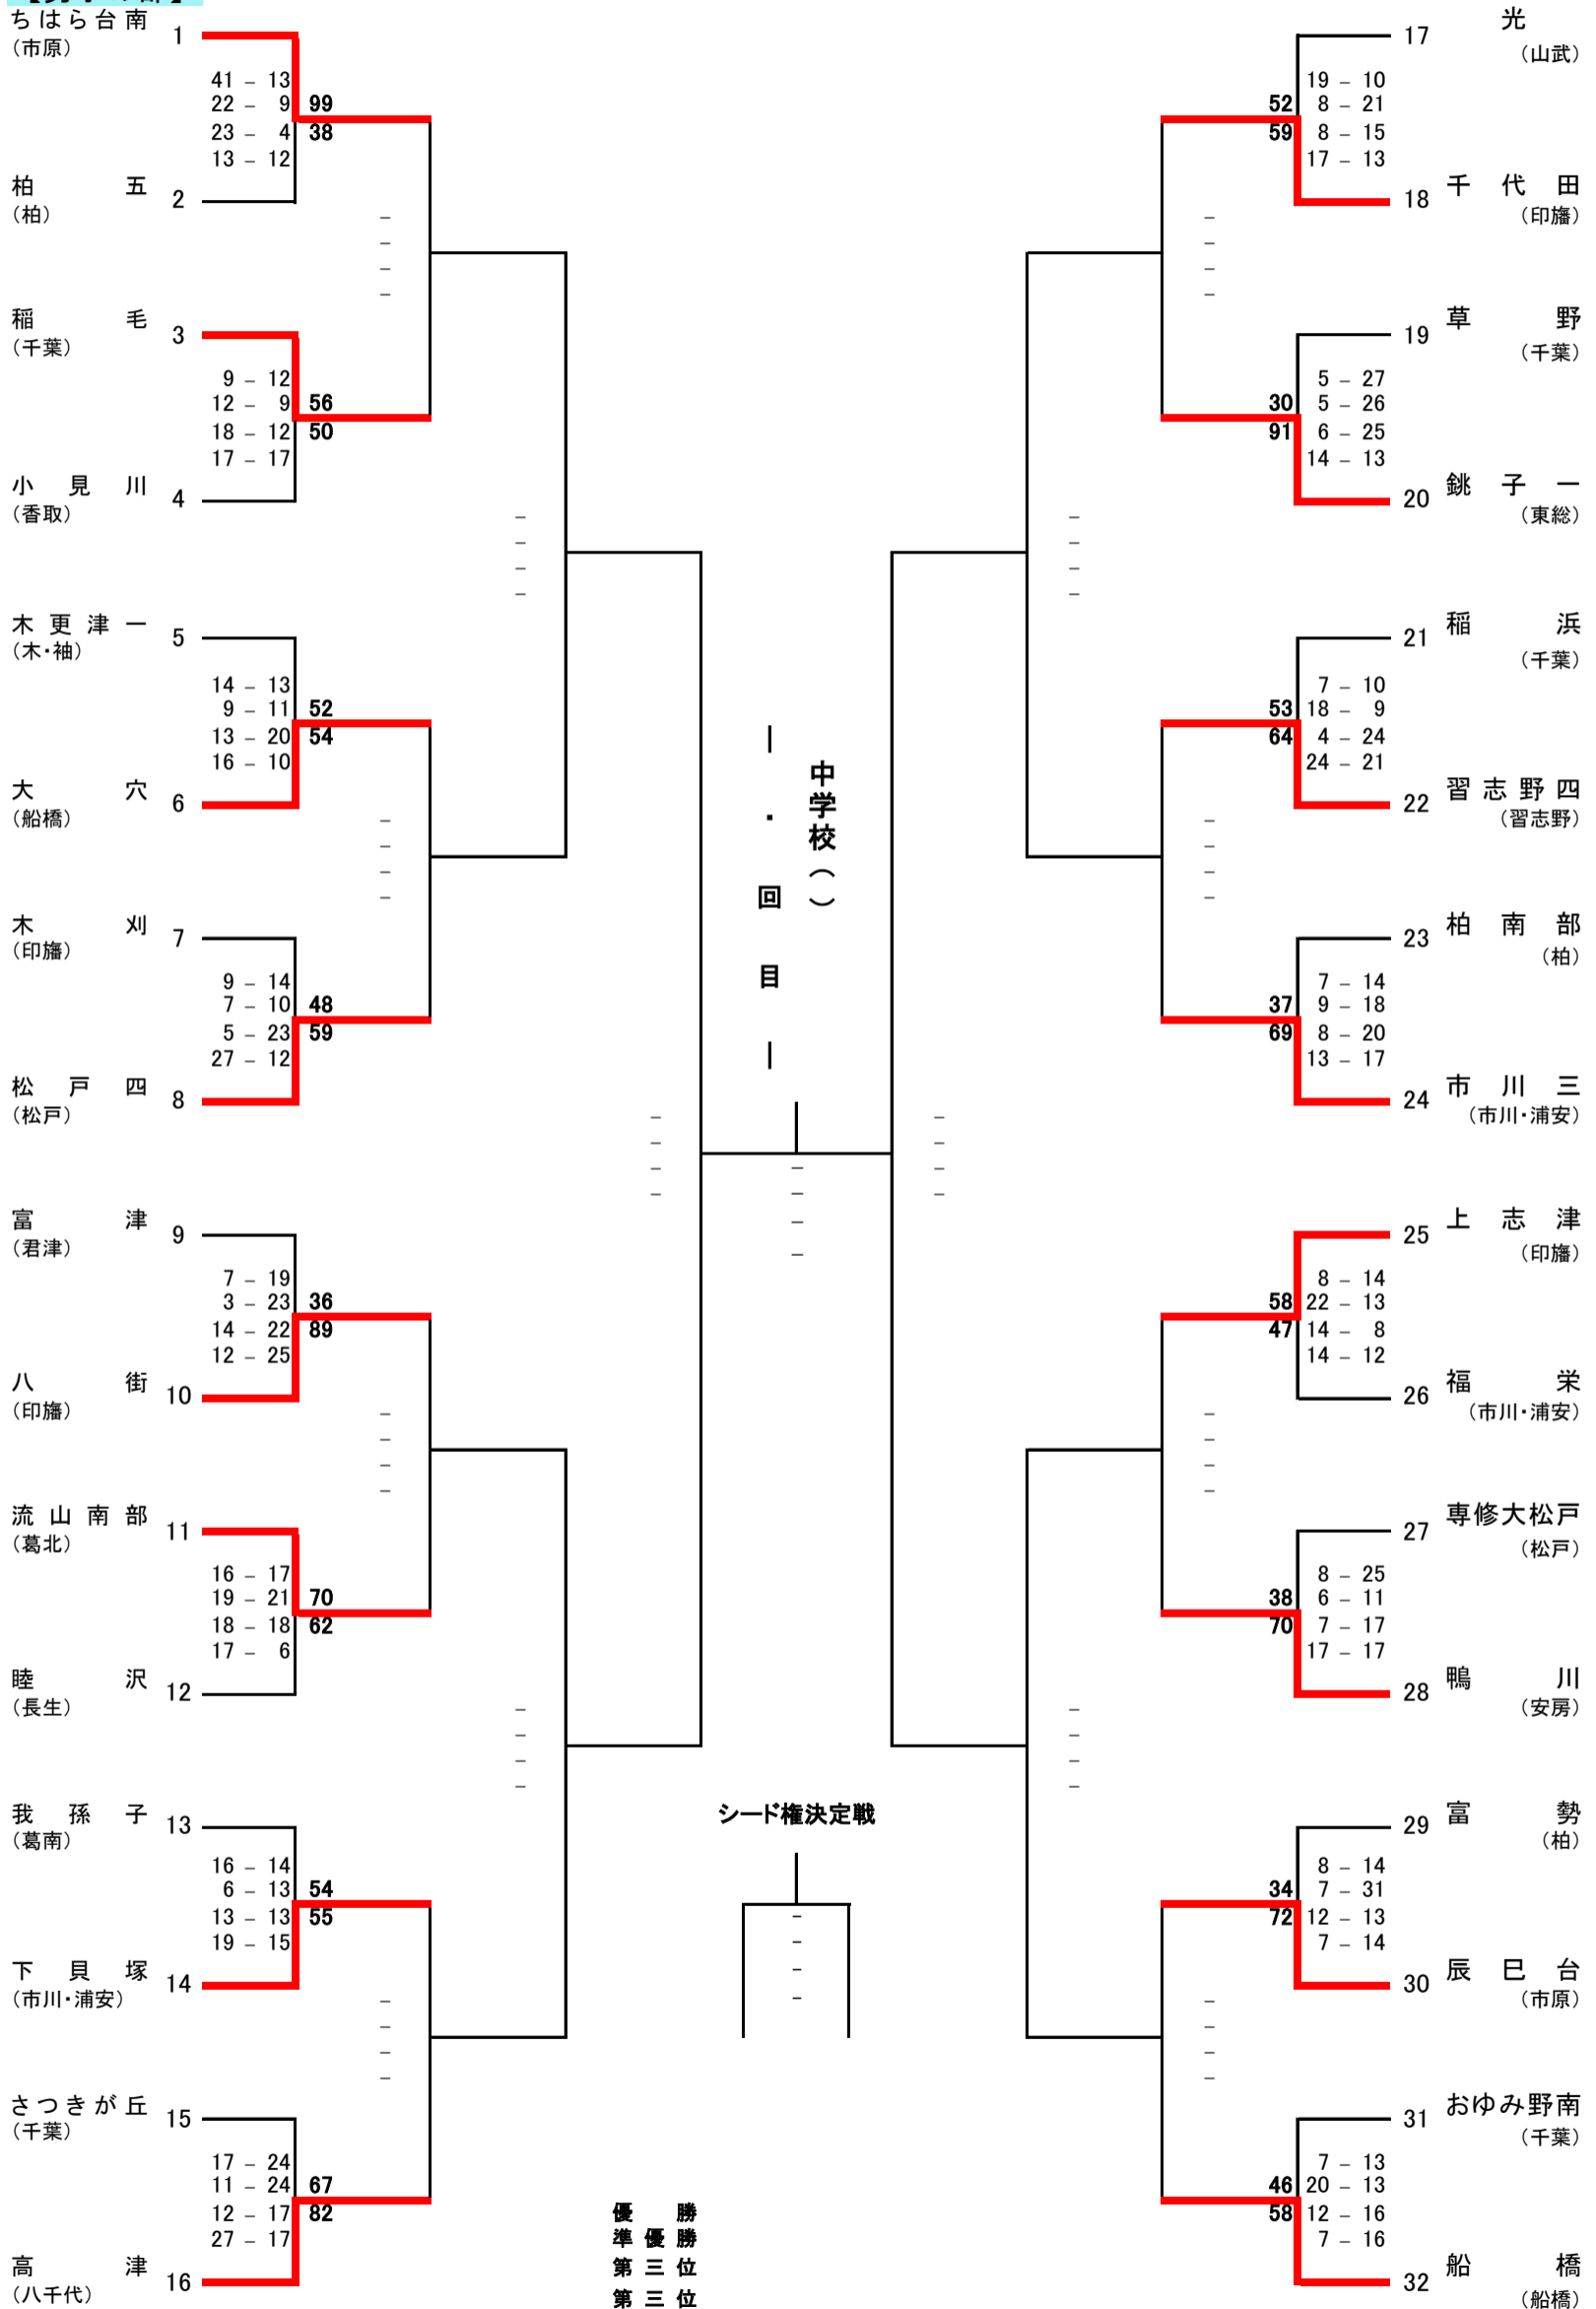 ちはら台南 1
(市原)
41 - 13
22 - 9 99
23 - 4 38
13 - 12
柏五 2
(柏)
稲毛 3
(千葉)
9 - 12
12 - 9 56
18 - 12 50
17 - 17
小見川 4
(香取)
木更津一 5
(木・袖)
14 - 13
9 - 11 52
13 - 20 54
16 - 10
大穴 6
(船橋)
木刈 7
(印旛)
9 - 14
7 - 10 48
5 - 23 59
27 - 12
松戸四 8
(松戸)
富津 9
(君津)
7 - 19
3 - 23 36
14 - 22 89
12 - 25
八街 10
(印旛)
流山南部 11
(葛北)
16 - 17
19 - 21 70
18 - 18 62
17 - 6
睦沢 12
(長生)
我孫子 13
(葛南)
16 - 14
6 - 13 54
13 - 13 55
19 - 15
下貝塚 14
(市川・浦安)
さつきが丘 15
(千葉)
17 - 24
11 - 24 67
12 - 17 82
27 - 17
高津 16
(八千代)
中学校( )
― ・ 回目 ―
シード権決定戦
優勝
準優勝
第三位
第三位
17 光
(山武)
19 - 10
52 8 - 21
59 8 - 15
17 - 13
18 千代田
(印旛)
19 草野
(千葉)
5 - 27
30 5 - 26
91 6 - 25
14 - 13
20 銚子一
(東総)
21 稲浜
(千葉)
7 - 10
53 18 - 9
64 4 - 24
24 - 21
22 習志野四
(習志野)
23 柏南部
(柏)
7 - 14
37 9 - 18
69 8 - 20
13 - 17
24 市川三
(市川・浦安)
25 上志津
(印旛)
8 - 14
58 22 - 13
47 14 - 8
14 - 12
26 福栄
(市川・浦安)
27 専修大松戸
(松戸)
8 - 25
38 6 - 11
70 7 - 17
17 - 17
28 鴨川
(安房)
29 富勢
(柏)
8 - 14
34 7 - 31
72 12 - 13
7 - 14
30 辰巳台
(市原)
31 おゆみ野南
(千葉)
7 - 13
46 20 - 13
58 12 - 16
7 - 16
32 船橋
(船橋)